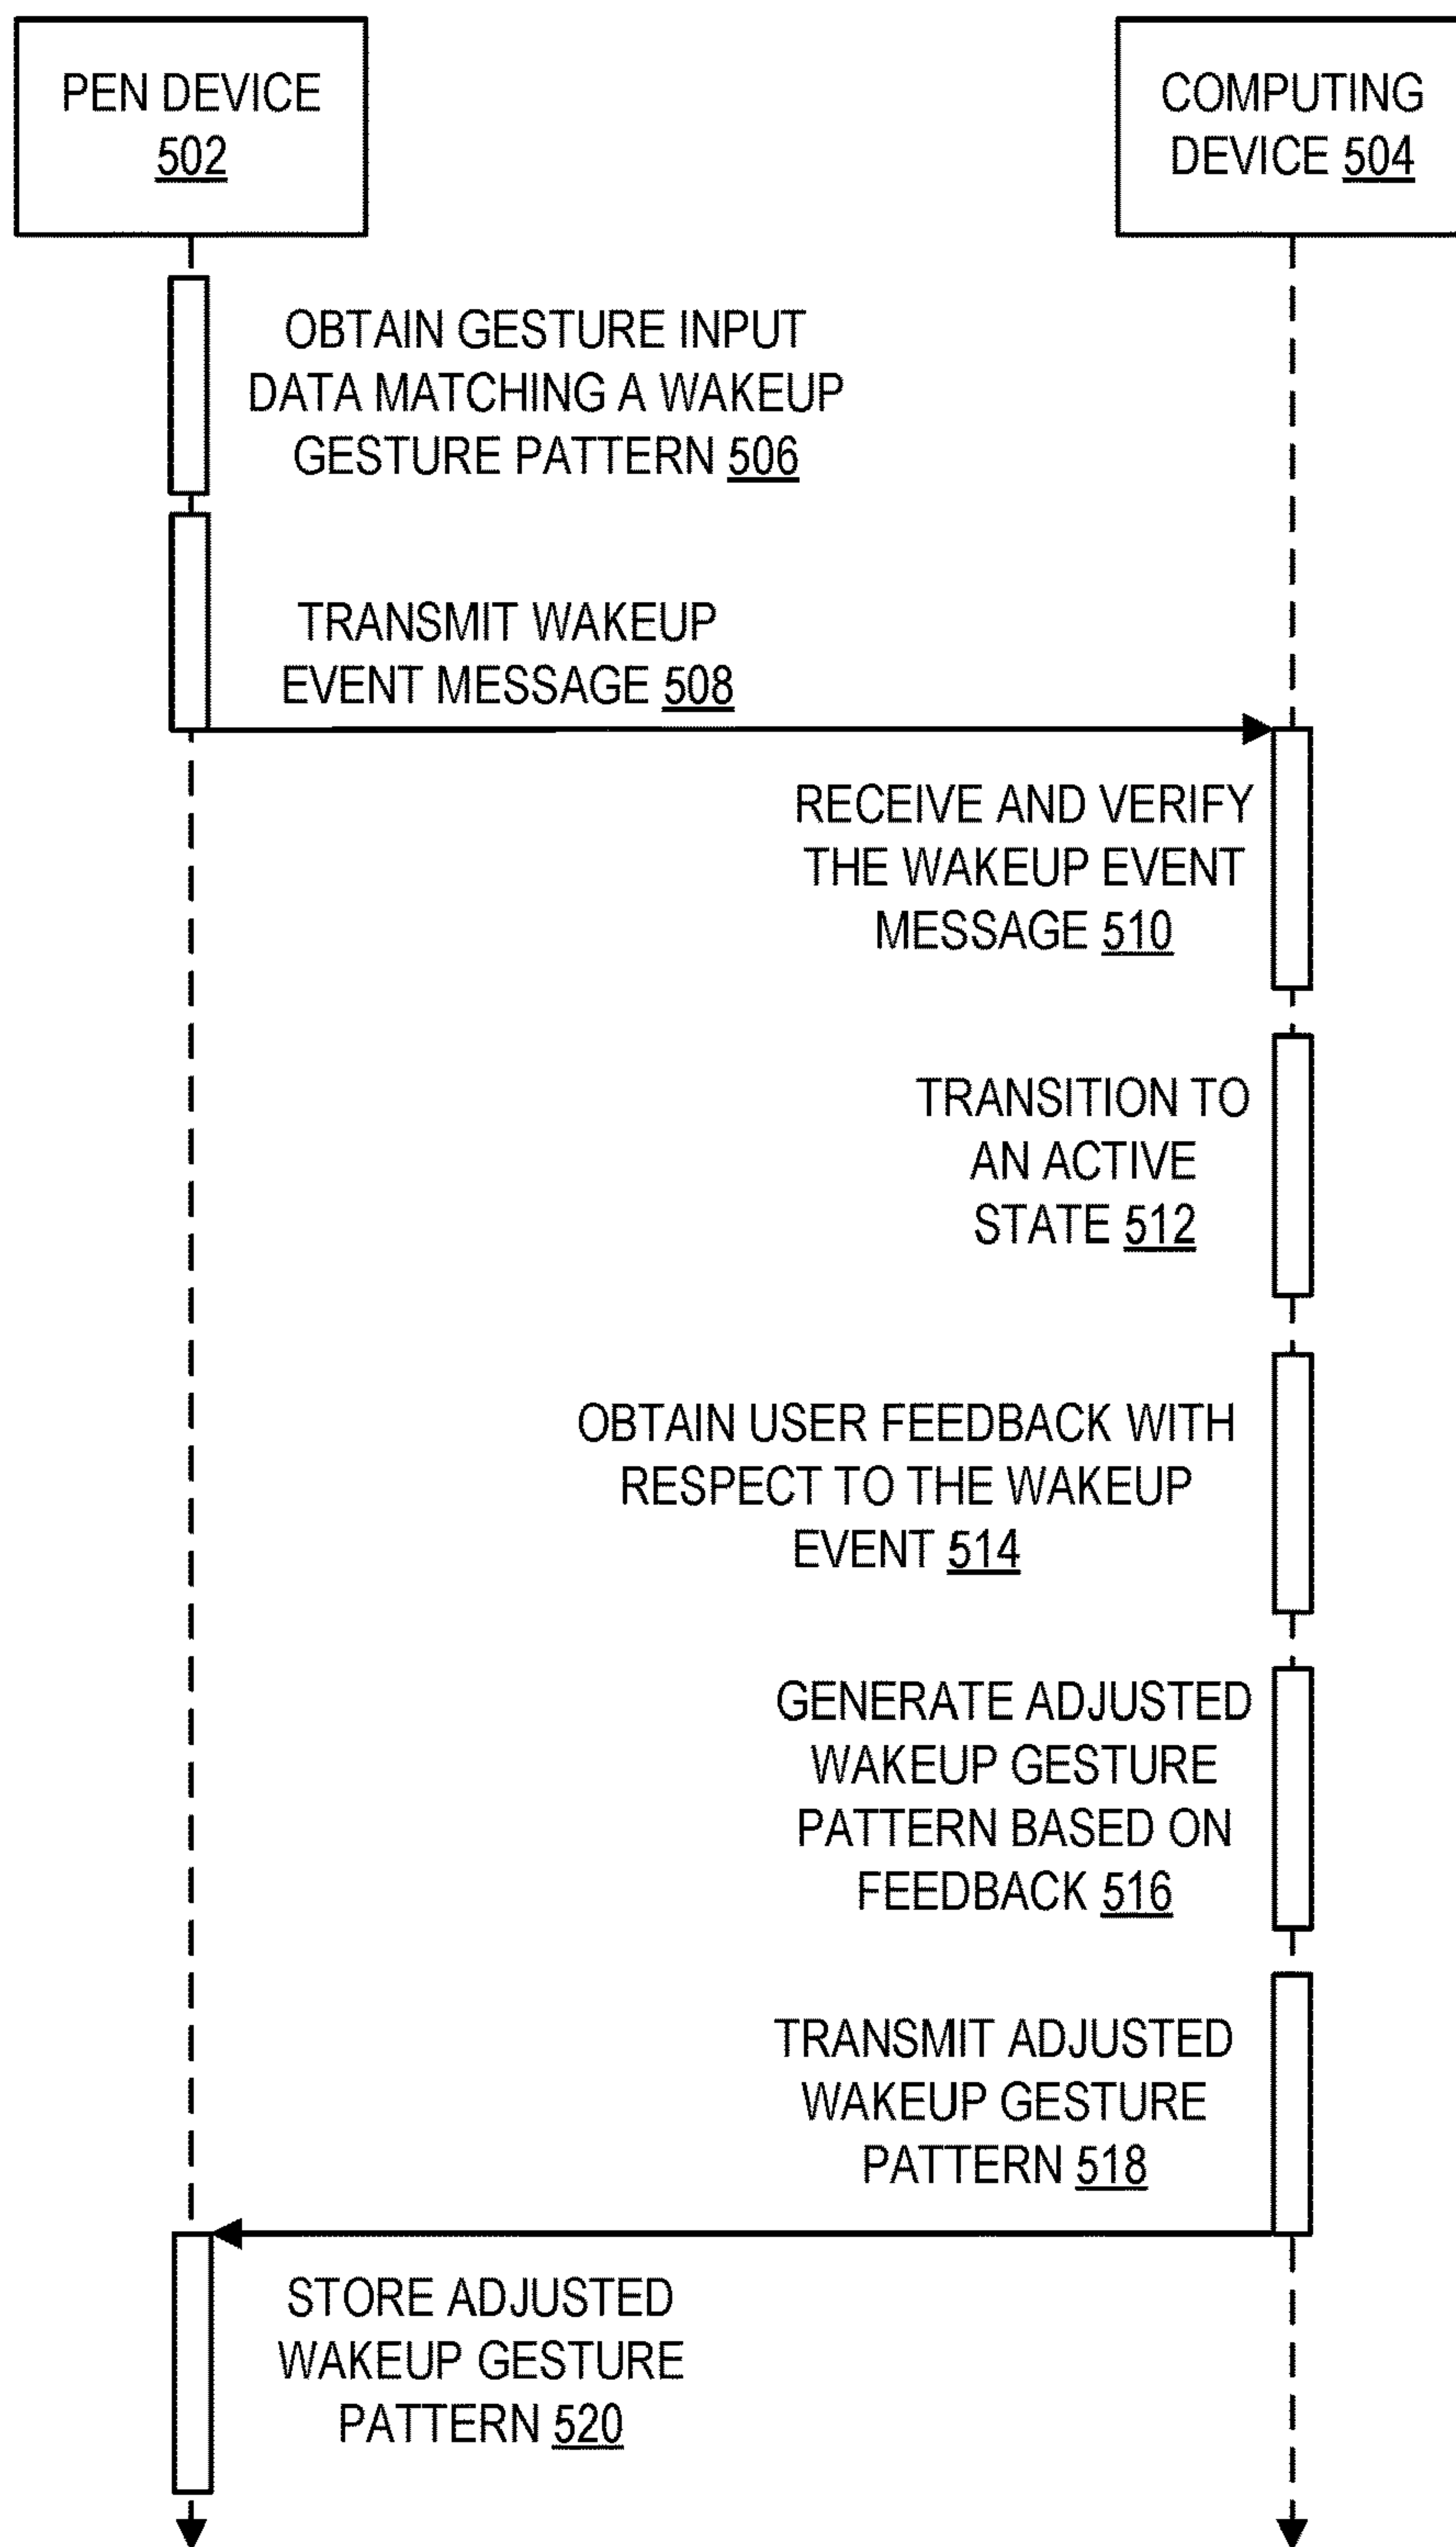 PEN DEVICE
502
COMPUTING
DEVICE 504
OBTAIN GESTURE INPUT
DATA MATCHING A WAKEUP
GESTURE PATTERN 506
TRANSMIT WAKEUP
EVENT MESSAGE 508
RECEIVE AND VERIFY
THE WAKEUP EVENT
MESSAGE 510
TRANSITION TO
AN ACTIVE
STATE 512
OBTAIN USER FEEDBACK WITH
RESPECT TO THE WAKEUP
EVENT 514
GENERATE ADJUSTED
WAKEUP GESTURE
PATTERN BASED ON
FEEDBACK 516
TRANSMIT ADJUSTED
WAKEUP GESTURE
PATTERN 518
STORE ADJUSTED
WAKEUP GESTURE
PATTERN 520